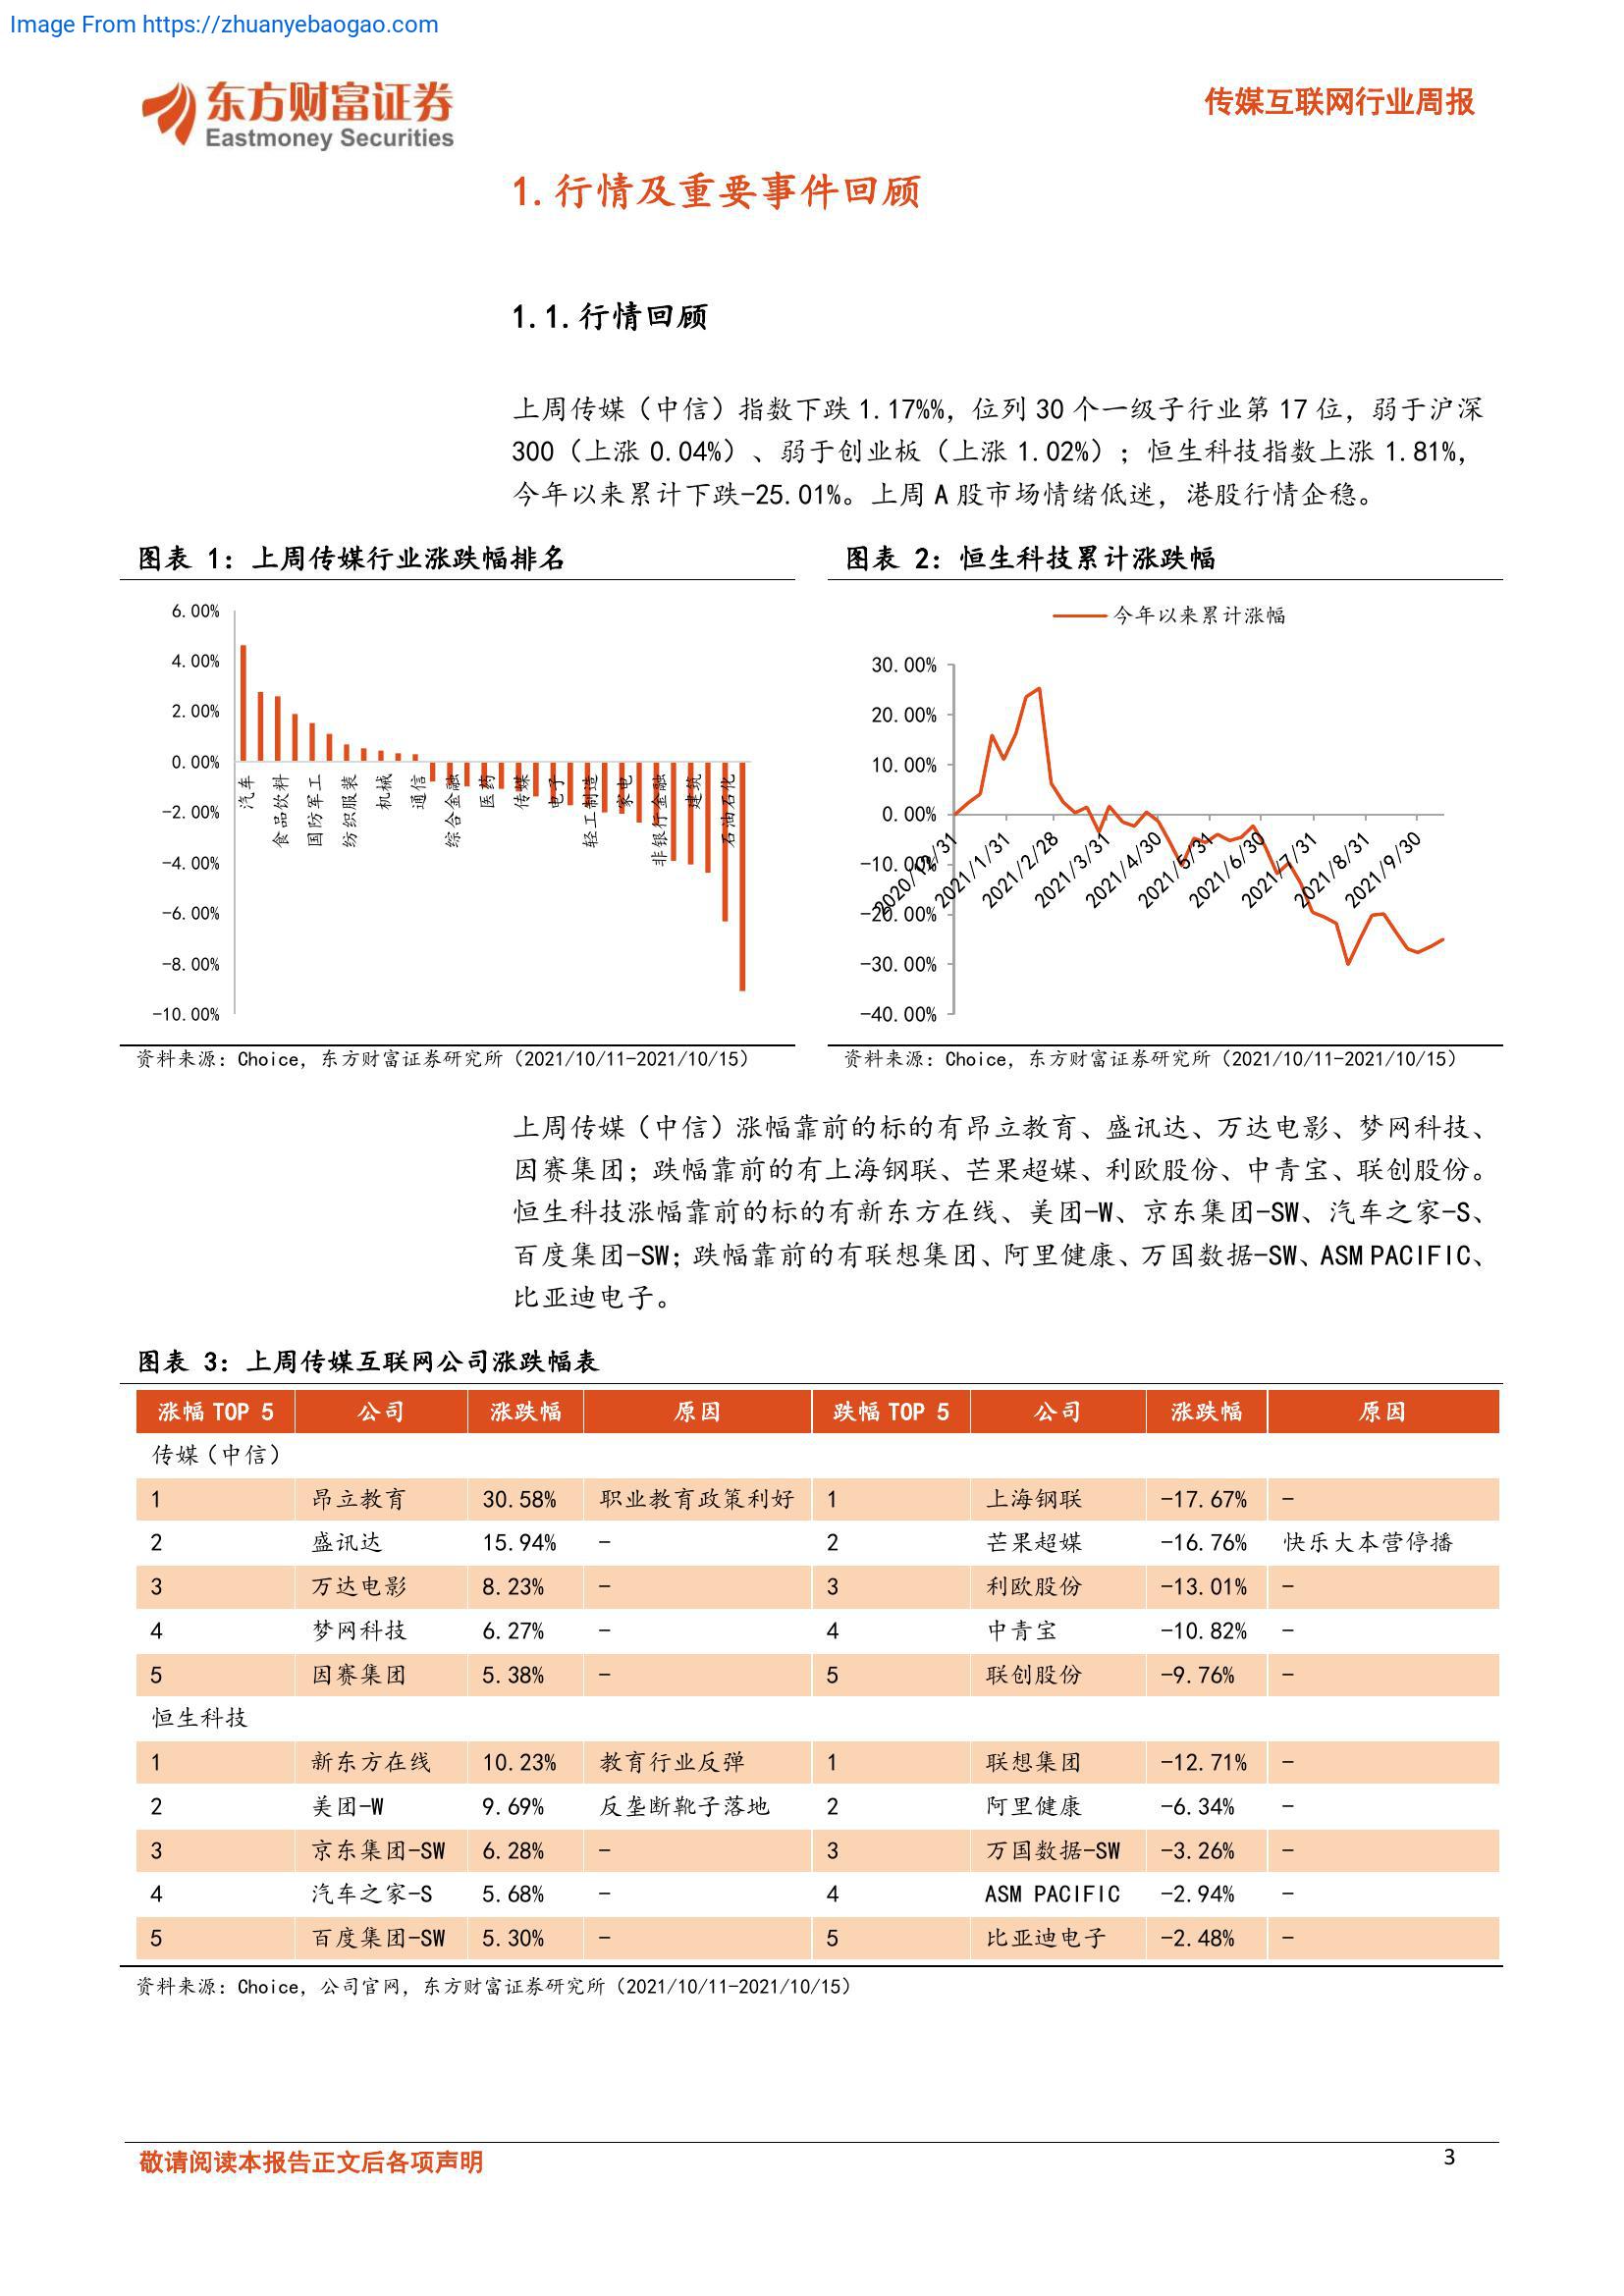 Image From https://zhuanyebaogao.com
东方财富证券
Eastmoney Securities
传媒互联网行业周报
1.行情及重要事件回顾
1.1.行情回顾
上周传媒（中信）指数下跌 1.17%%，位列 30 个一级子行业第 17 位，弱于沪深
300（上涨 0.04%）、弱于创业板（上涨 1.02%）；恒生科技指数上涨 1.81%，
今年以来累计下跌-25.01%。上周 A 股市场情绪低迷，港股行情企稳。
图表 1：上周传媒行业涨跌幅排名
6.00%
4.00%
2.00%
0.00%
-2.00%
-4.00%
-6.00%
-8.00%
-10.00%
汽车
食品饮料
国防军工
纺织服装
机械
通信
综合金融
医药
传媒
电子
轻工制造
家电
非银行金融
建筑
石油石化
资料来源：Choice，东方财富证券研究所（2021/10/11-2021/10/15）
图表 2：恒生科技累计涨跌幅
今年以来累计涨幅
30.00%
20.00%
10.00%
0.00%
-10.00%
-20.00%
-30.00%
-40.00%
2020/12/31
2021/1/31
2021/2/28
2021/3/31
2021/4/30
2021/5/31
2021/6/30
2021/7/31
2021/8/31
2021/9/30
资料来源：Choice，东方财富证券研究所（2021/10/11-2021/10/15）
上周传媒（中信）涨幅靠前的标的有昂立教育、盛讯达、万达电影、梦网科技、
因赛集团；跌幅靠前的有上海钢联、芒果超媒、利欧股份、中青宝、联创股份。
恒生科技涨幅靠前的标的有新东方在线、美团-W、京东集团-SW、汽车之家-S、
百度集团-SW；跌幅靠前的有联想集团、阿里健康、万国数据-SW、ASM PACIFIC、
比亚迪电子。
图表 3：上周传媒互联网公司涨跌幅表
涨幅 TOP 5 公司 涨跌幅 原因 跌幅 TOP 5 公司 涨跌幅 原因
传媒（中信）
1 昂立教育 30.58% 职业教育政策利好 1 上海钢联 -17.67% -
2 盛讯达 15.94% - 2 芒果超媒 -16.76% 快乐大本营停播
3 万达电影 8.23% - 3 利欧股份 -13.01% -
4 梦网科技 6.27% - 4 中青宝 -10.82% -
5 因赛集团 5.38% - 5 联创股份 -9.76% -
恒生科技
1 新东方在线 10.23% 教育行业反弹 1 联想集团 -12.71% -
2 美团-W 9.69% 反垄断靴子落地 2 阿里健康 -6.34% -
3 京东集团-SW 6.28% - 3 万国数据-SW -3.26% -
4 汽车之家-S 5.68% - 4 ASM PACIFIC -2.94% -
5 百度集团-SW 5.30% - 5 比亚迪电子 -2.48% -
资料来源：Choice，公司官网，东方财富证券研究所（2021/10/11-2021/10/15）
敬请阅读本报告正文后各项声明
3